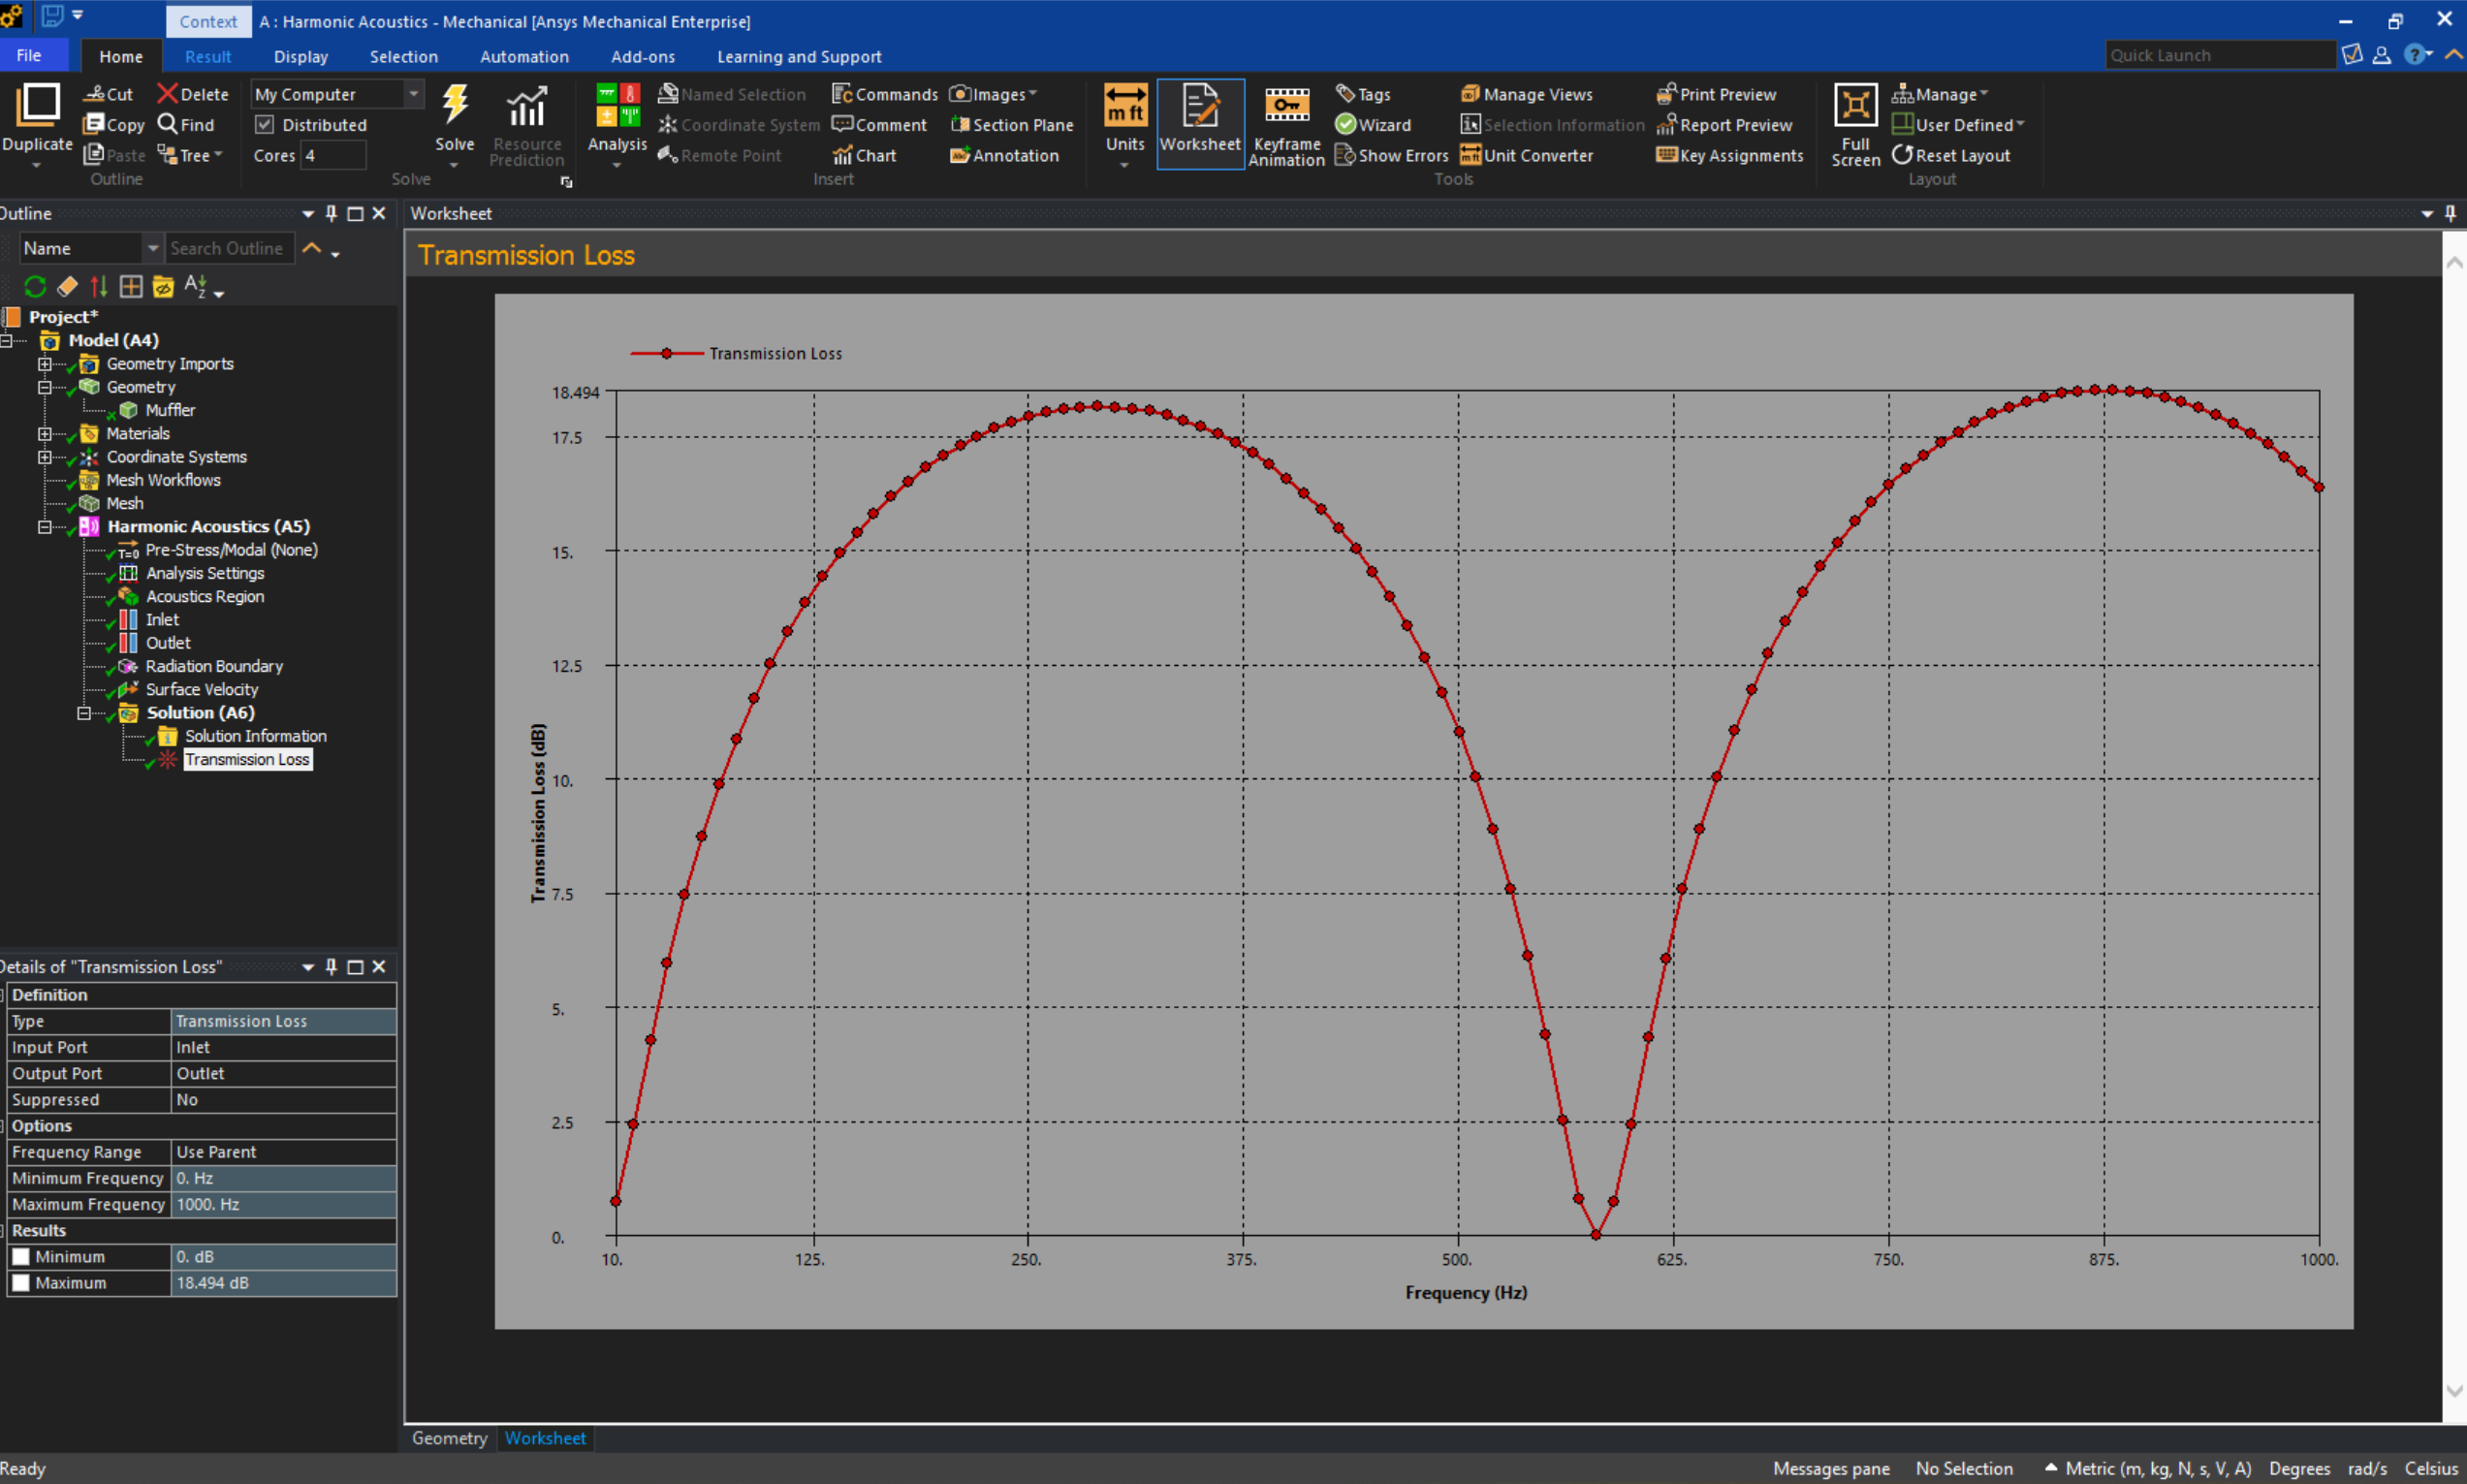 Context A : Harmonic Acoustics - Mechanical [Ansys Mechanical Enterprise]
File Home Result Display Selection Automation Add-ons Learning and Support Quick Launch
Duplicate
Cut Delete
Copy Find
Paste Tree
Outline
My Computer
Distributed
Cores 4
Solve
Resource Prediction
Solve
Analysis
Named Selection Commands Images
Coordinate System Comment Section Plane
Remote Point Chart Annotation
Insert
Units
Worksheet
Keyframe Animation
Tags Manage Views Print Preview
Wizard Selection Information Report Preview
Show Errors Unit Converter Key Assignments
Tools
Full Screen
Manage
User Defined
Reset Layout
Layout
Outline
Name Search Outline
Project*
Model (A4)
Geometry Imports
Geometry
Muffler
Materials
Coordinate Systems
Mesh Workflows
Mesh
Harmonic Acoustics (A5)
T=0 Pre-Stress/Modal (None)
Analysis Settings
Acoustics Region
Inlet
Outlet
Radiation Boundary
Surface Velocity
Solution (A6)
Solution Information
Transmission Loss
Details of "Transmission Loss"
Definition
Type Transmission Loss
Input Port Inlet
Output Port Outlet
Suppressed No
Options
Frequency Range Use Parent
Minimum Frequency 0. Hz
Maximum Frequency 1000. Hz
Results
Minimum 0. dB
Maximum 18.494 dB
Worksheet
Transmission Loss
Transmission Loss
18.494
17.5
15.
12.5
10.
7.5
5.
2.5
0.
Transmission Loss (dB)
10. 125. 250. 375. 500. 625. 750. 875. 1000.
Frequency (Hz)
Geometry Worksheet
Ready Messages pane No Selection Metric (m, kg, N, s, V, A) Degrees rad/s Celsius